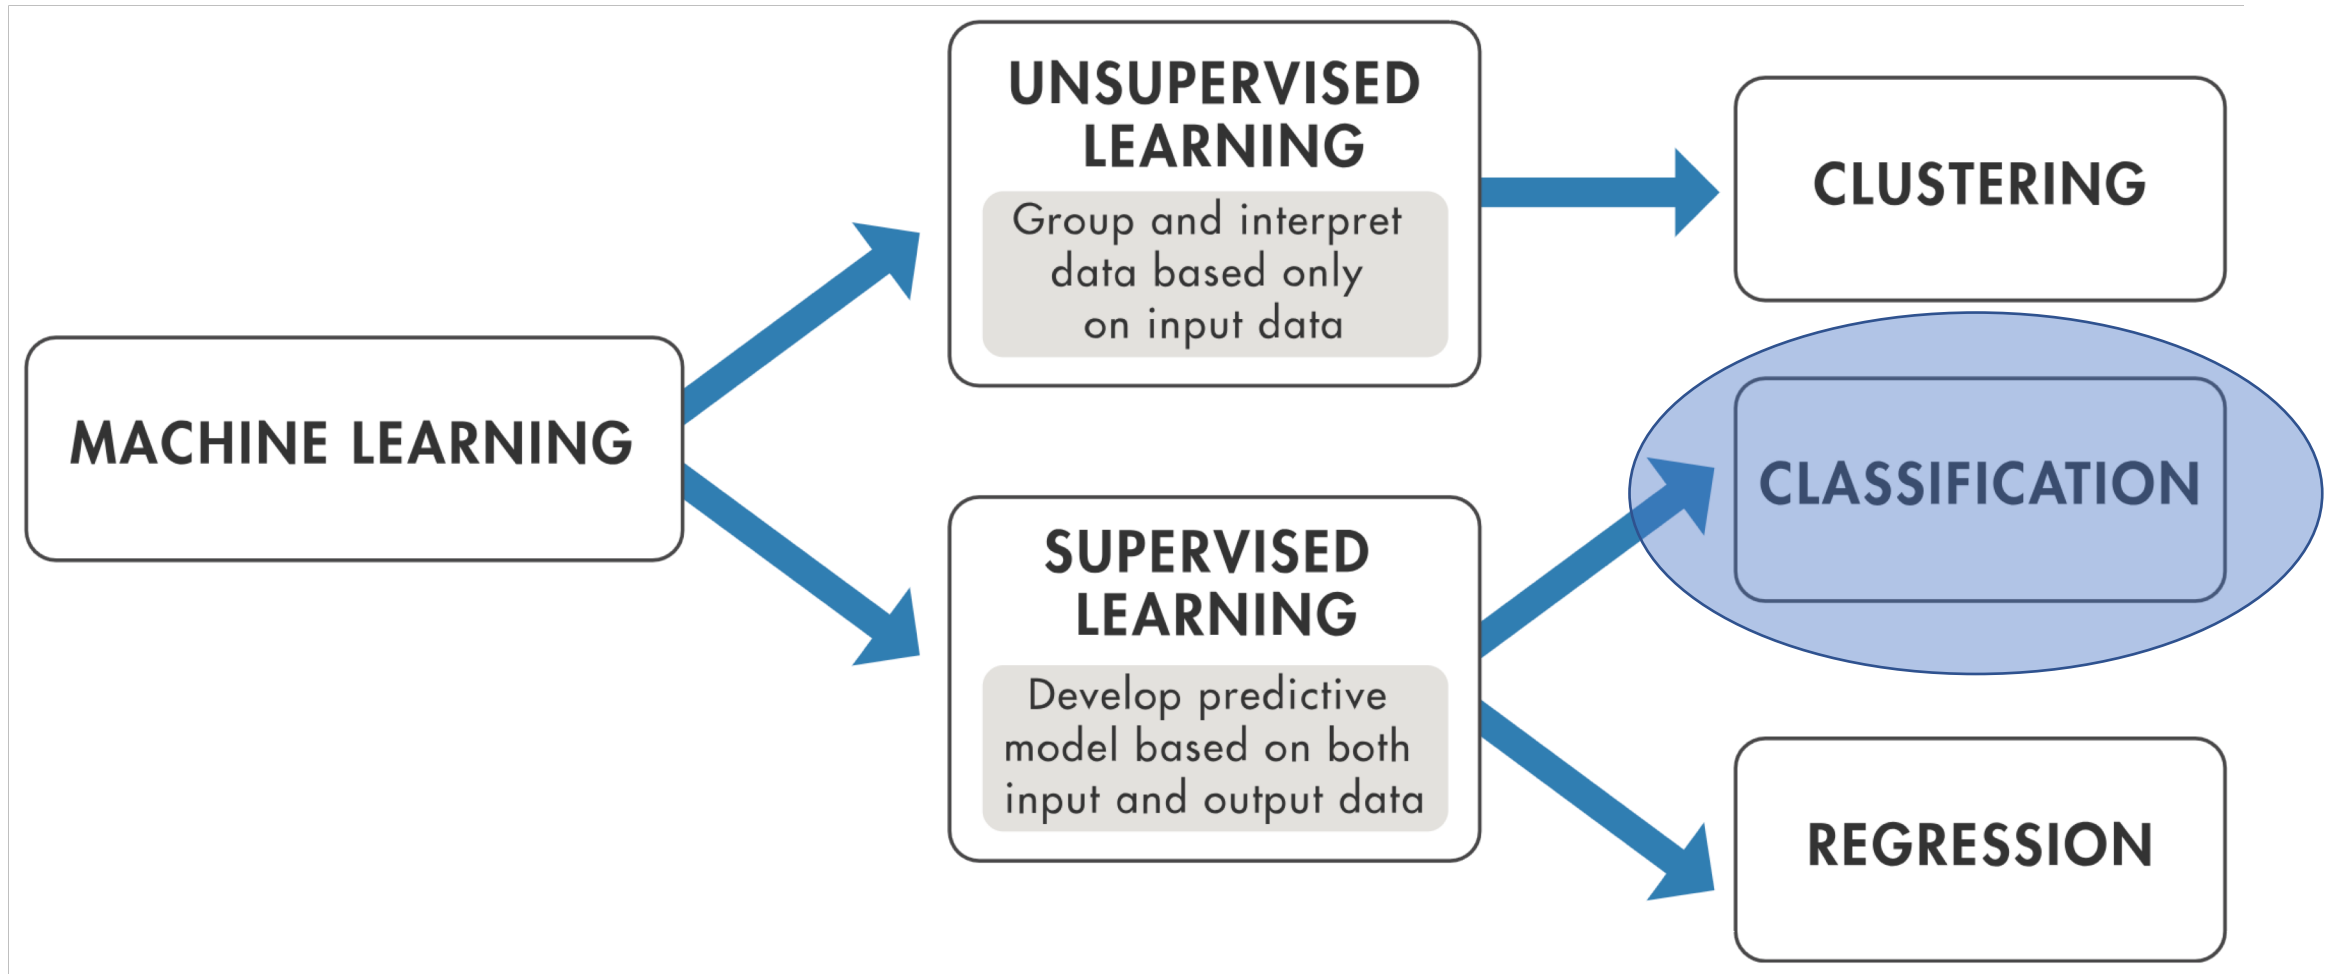 MACHINE LEARNING
UNSUPERVISED
LEARNING
Group and interpret
data based only
on input data
SUPERVISED
LEARNING
Develop predictive
model based on both
input and output data
CLUSTERING
CLASSIFICATION
REGRESSION